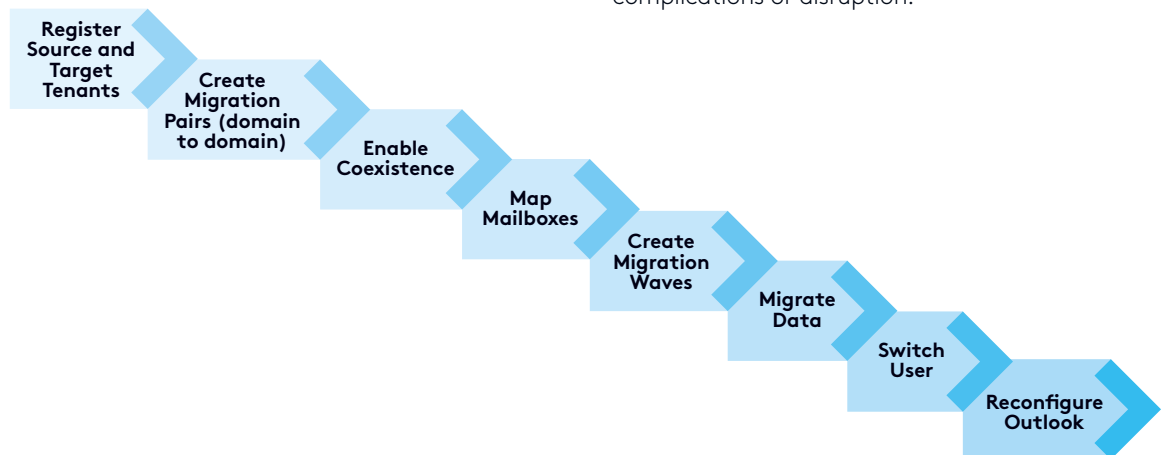 complications or disruption.
Register
Source and
Target
Tenants
Create
Migration
Pairs (domain
to domain)
Enable
Coexistence
Map
Mailboxes
Create
Migration
Waves
Migrate
Data
Switch
User
Reconfigure
Outlook